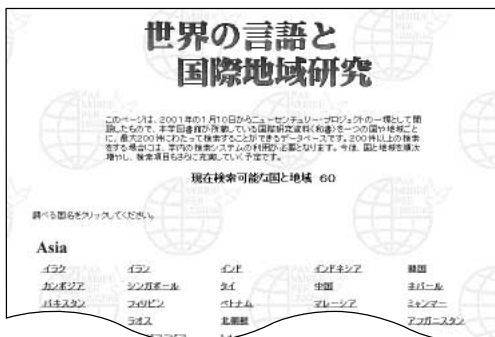 世界の言語と
国際地域研究
このページは、2001年の1月10日からニューセンチュリー・プロジェクトの一環として開
設したもので、本学図書館が所蔵している国際研究資料(和書)を一つの国や地域ごと
に、最大200件にわたって検索することができるデータベースです。200件以上の検索
をする場合には、学内の検索システムの利用が必要となります。今後、国と地域を順次
増やし、検索項目もさらに充実していく予定です。
現在検索可能な国と地域 60
調べる国名をクリックしてください。
Asia
イラク イラン インド インドネシア 韓国
カンボジア シンガポール タイ 中国 ネパール
パキスタン フィリピン ベトナム マレーシア ミャンマー
ラオス 北朝鮮 アフガニスタン